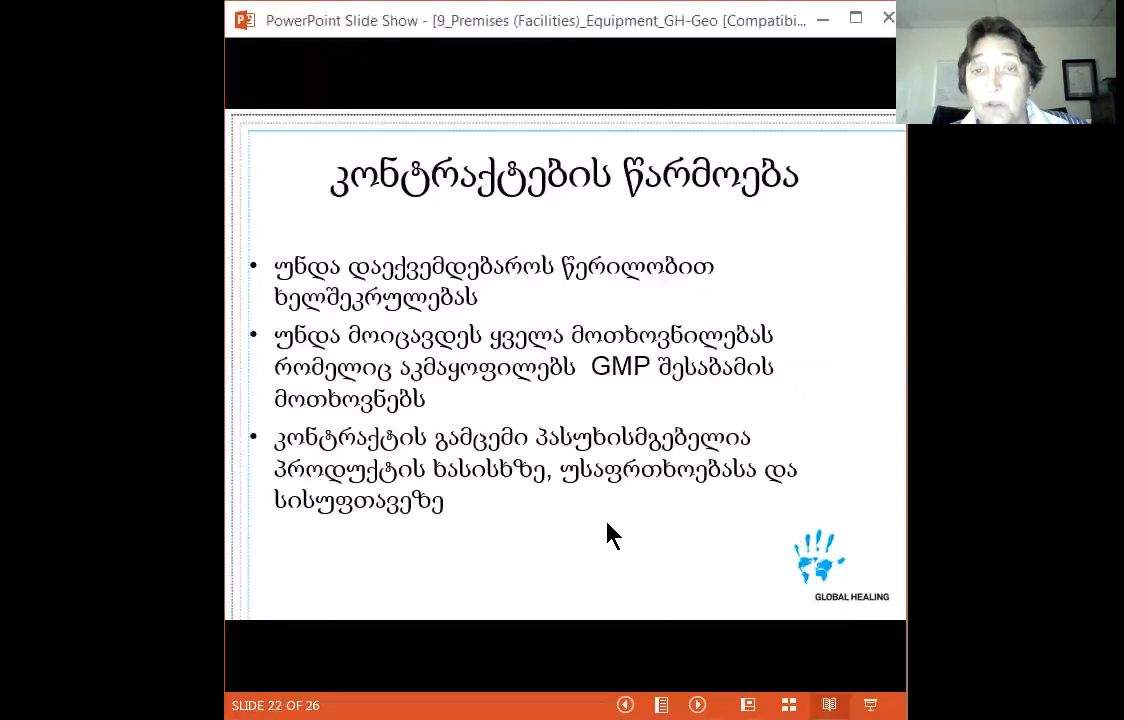 PowerPoint Slide Show - [9_Premises (Facilities)_Equipment_GH-Geo [Compatibi...
კონტრაქტების წარმოება
• უნდა დაექვემდებაროს წერილობით
ხელშეკრულებას
• უნდა მოიცავდეს ყველა მოთხოვნილებას
რომელიც აკმაყოფილებს GMP შესაბამის
მოთხოვნებს
• კონტრაქტის გამცემი პასუხისმგებელია
პროდუქტის ხასისხზე, უსაფრთხოებასა და
სისუფთავეზე
GLOBAL HEALING
SLIDE 22 OF 26